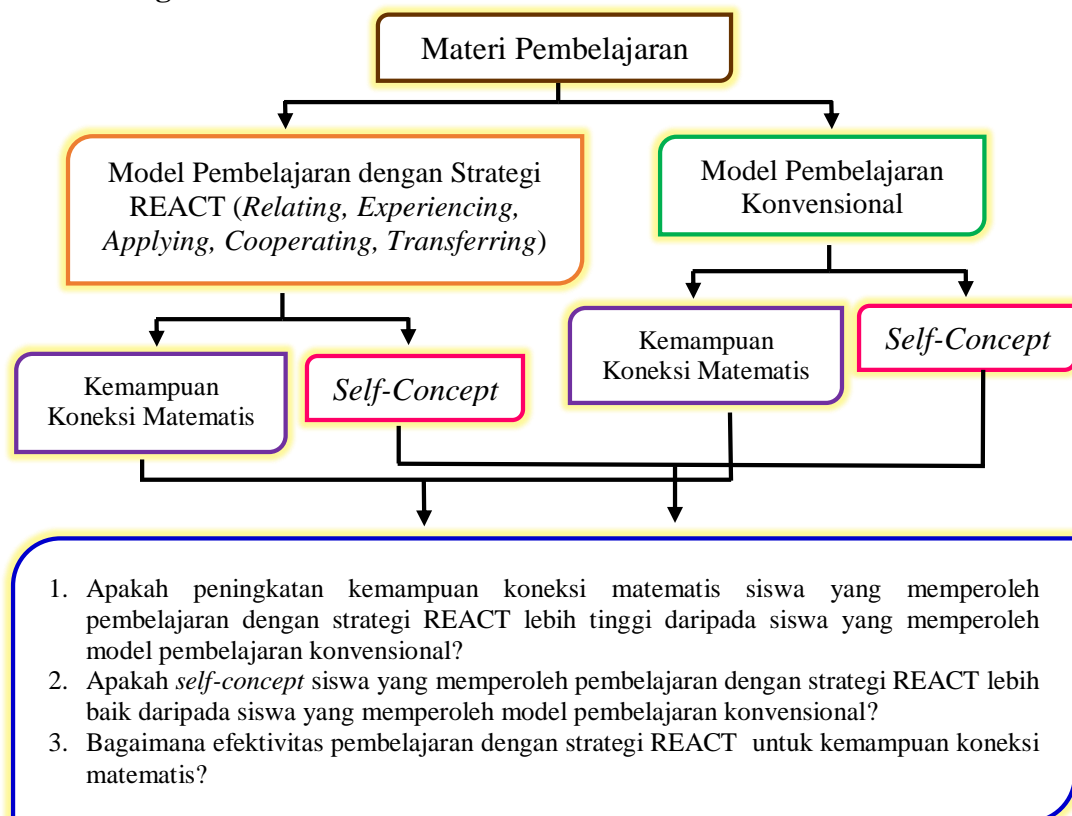 Materi Pembelajaran
Model Pembelajaran dengan Strategi
REACT (Relating, Experiencing,
Applying, Cooperating, Transferring)
Model Pembelajaran
Konvensional
Kemampuan
Koneksi Matematis
Self-Concept
Kemampuan
Koneksi Matematis
Self-Concept
1. Apakah peningkatan kemampuan koneksi matematis siswa yang memperoleh
pembelajaran dengan strategi REACT lebih tinggi daripada siswa yang memperoleh
model pembelajaran konvensional?
2. Apakah self-concept siswa yang memperoleh pembelajaran dengan strategi REACT lebih
baik daripada siswa yang memperoleh model pembelajaran konvensional?
3. Bagaimana efektivitas pembelajaran dengan strategi REACT untuk kemampuan koneksi
matematis?